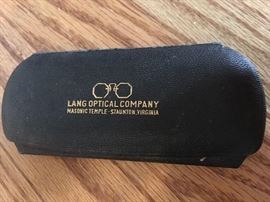 LANG OPTICAL COMPANY
MASONIC TEMPLE - STAUNTON, VIRGINIA